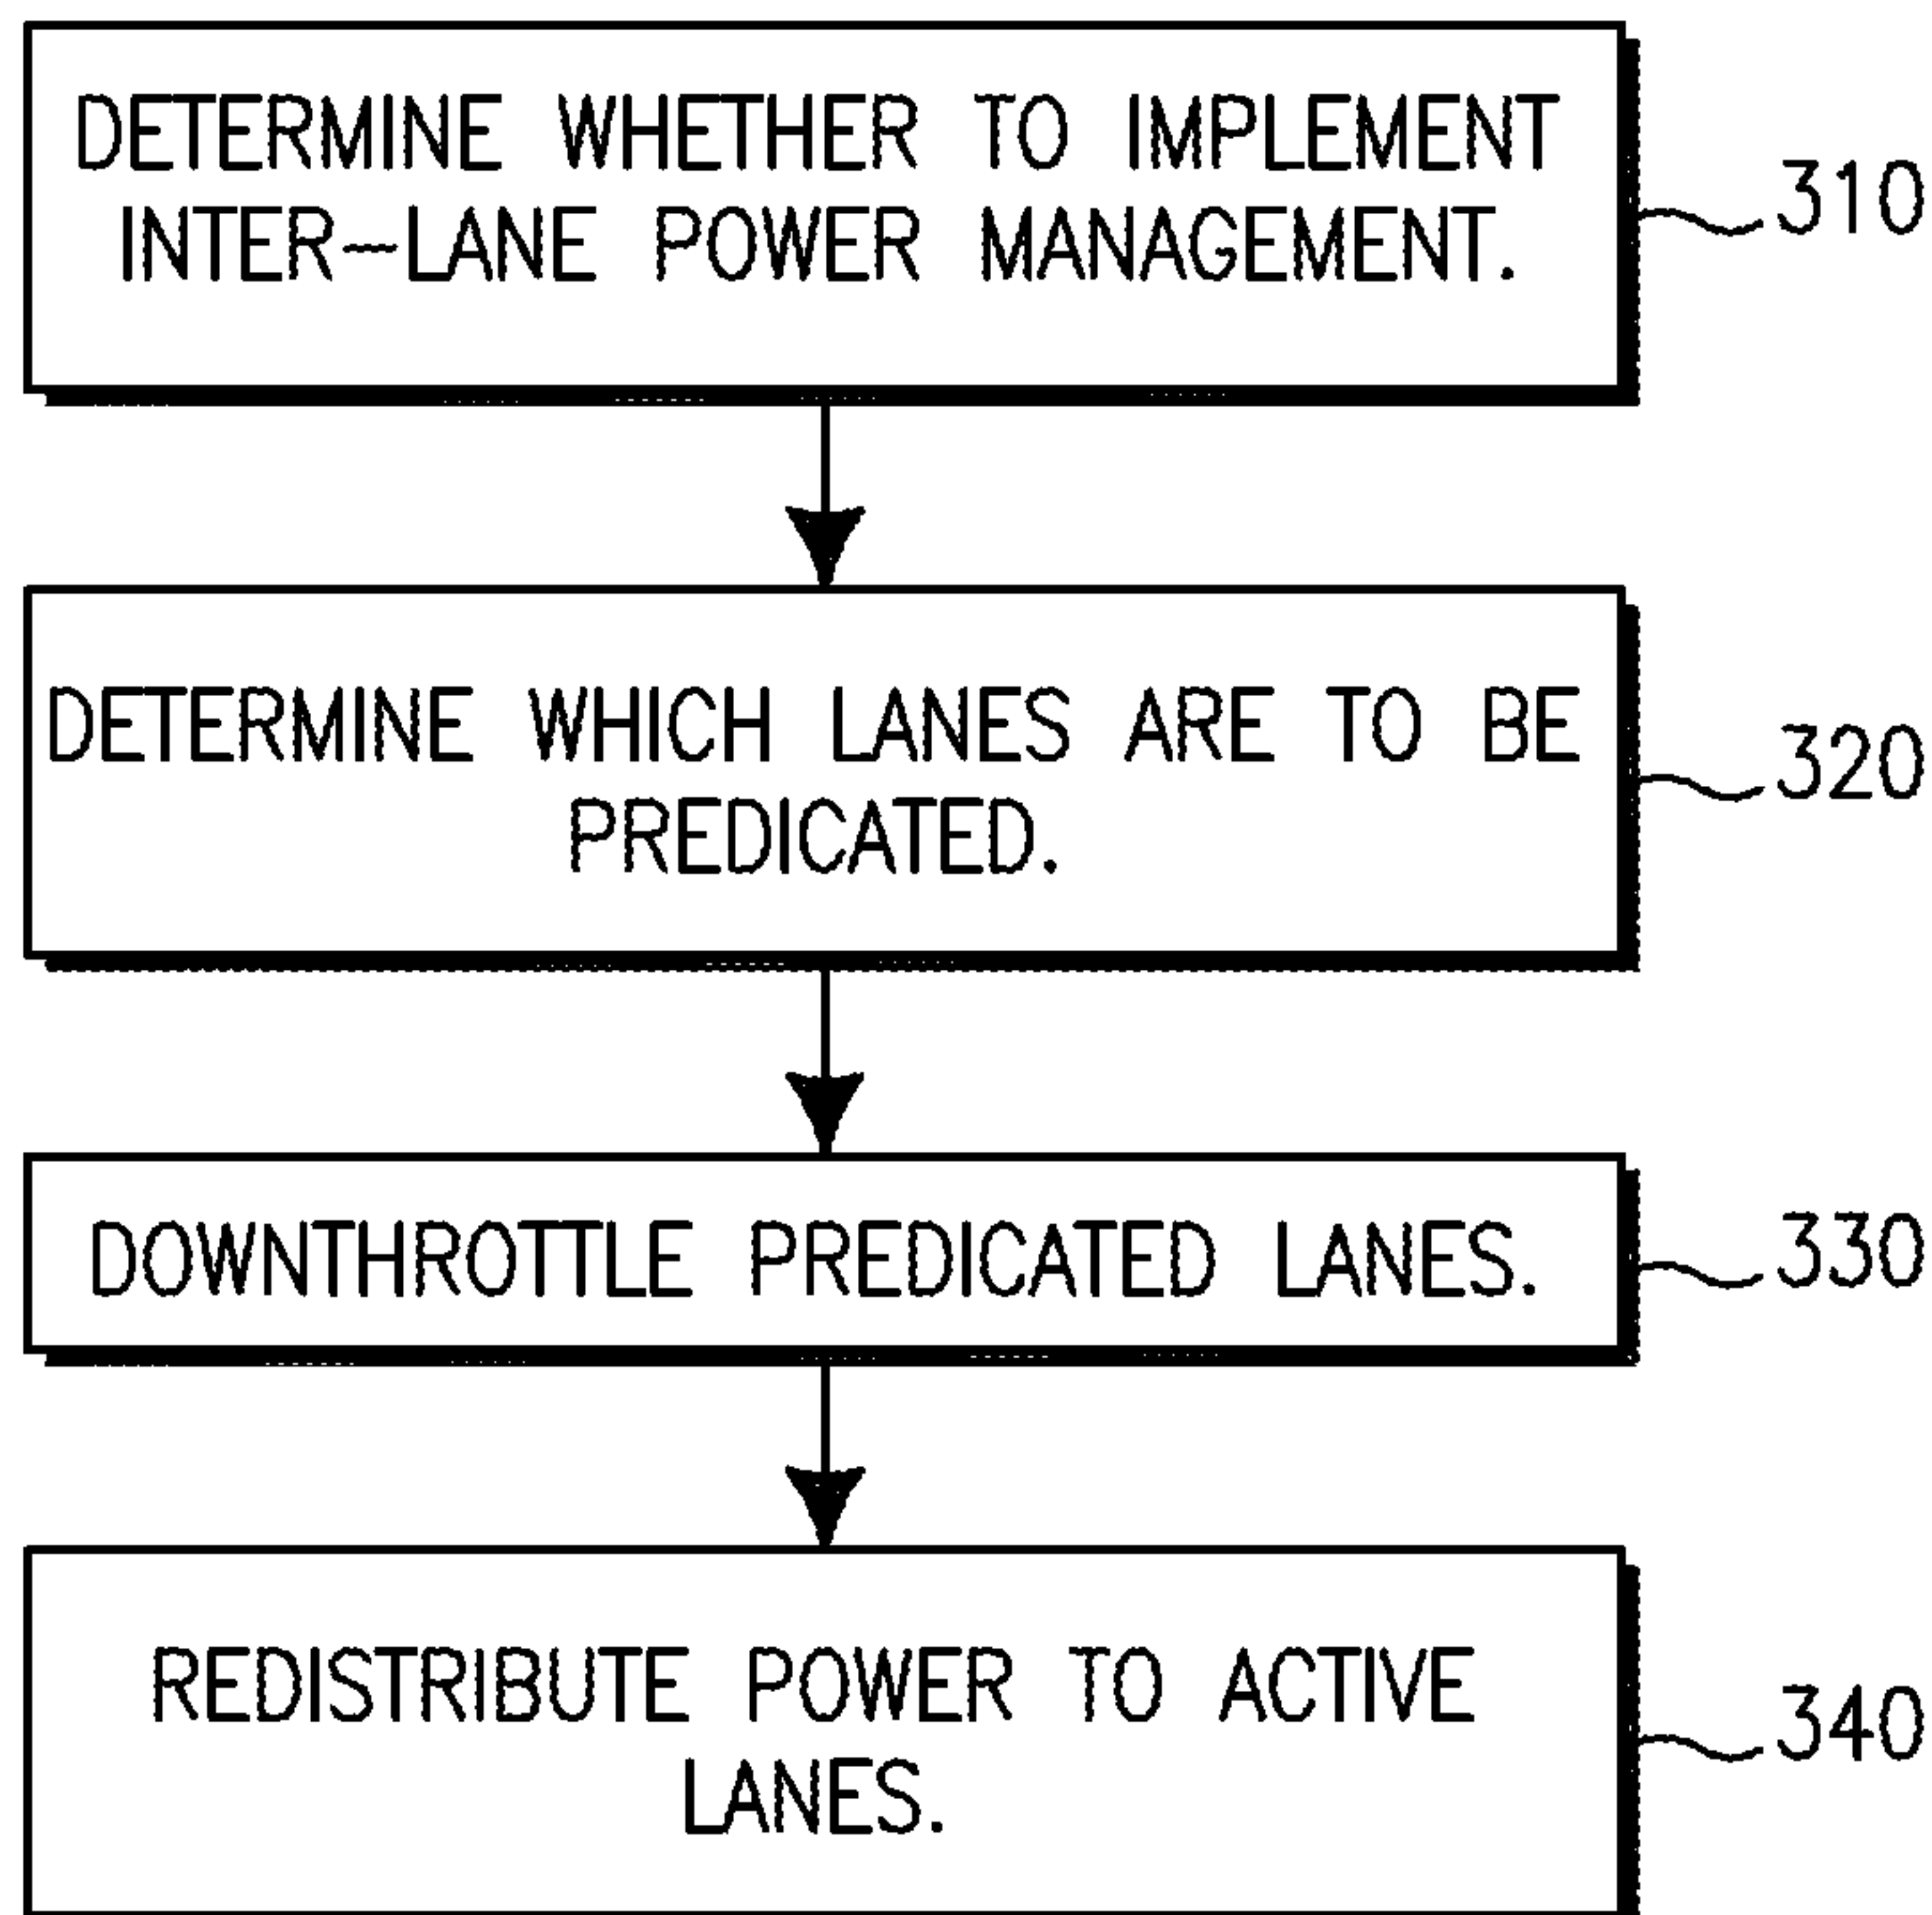 DETERMINE WHETHER TO IMPLEMENT
INTER-LANE POWER MANAGEMENT.
310
DETERMINE WHICH LANES ARE TO BE
PREDICATED.
320
DOWNTHROTTLE PREDICATED LANES.
330
REDISTRIBUTE POWER TO ACTIVE
LANES.
340